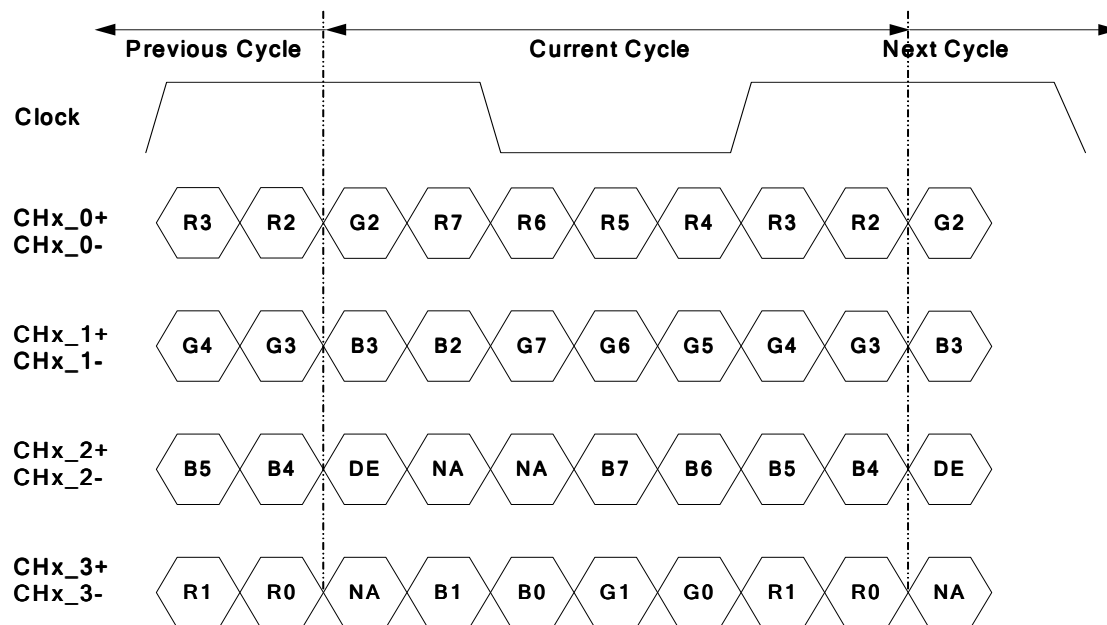 Previous Cycle Current Cycle Next Cycle
Clock
CHx_0+
CHx_0-
R3 R2 G2 R7 R6 R5 R4 R3 R2 G2
CHx_1+
CHx_1-
G4 G3 B3 B2 G7 G6 G5 G4 G3 B3
CHx_2+
CHx_2-
B5 B4 DE NA NA B7 B6 B5 B4 DE
CHx_3+
CHx_3-
R1 R0 NA B1 B0 G1 G0 R1 R0 NA